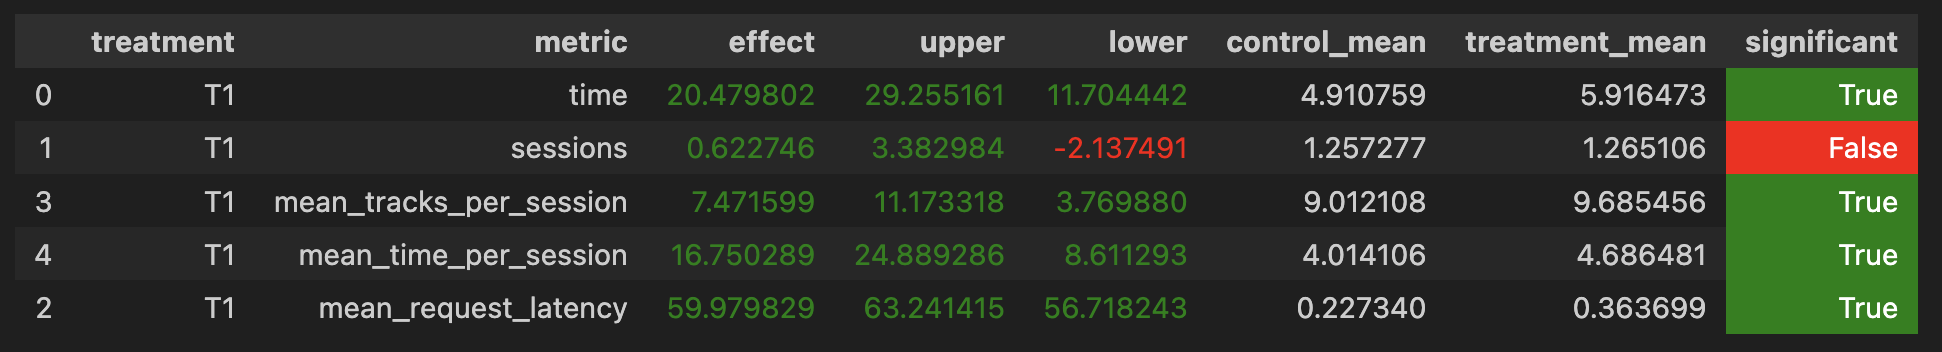 treatment metric effect upper lower control_mean treatment_mean significant
0 T1 time 20.479802 29.255161 11.704442 4.910759 5.916473 True
1 T1 sessions 0.622746 3.382984 -2.137491 1.257277 1.265106 False
3 T1 mean_tracks_per_session 7.471599 11.173318 3.769880 9.012108 9.685456 True
4 T1 mean_time_per_session 16.750289 24.889286 8.611293 4.014106 4.686481 True
2 T1 mean_request_latency 59.979829 63.241415 56.718243 0.227340 0.363699 True